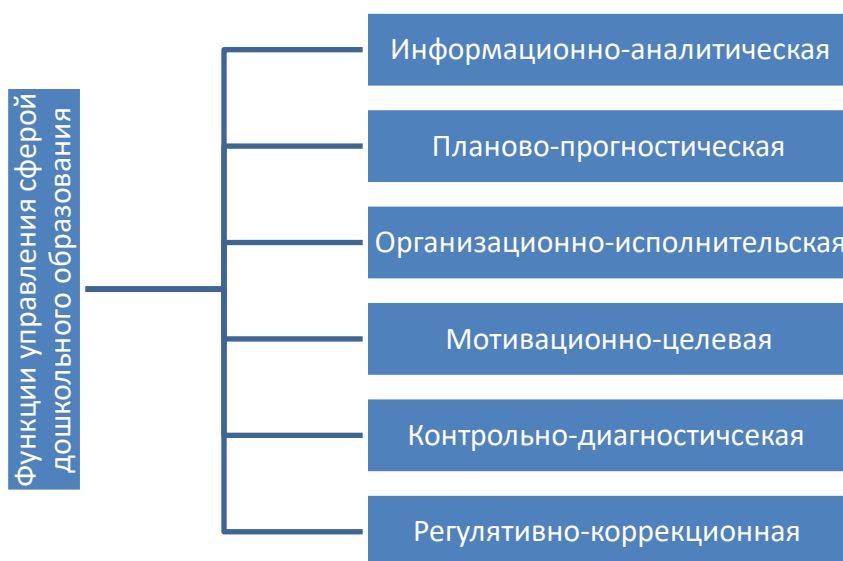 Функции управления сферой
дошкольного образования
Информационно-аналитическая
Планово-прогностическая
Организационно-исполнительская
Мотивационно-целевая
Контрольно-диагностичсекая
Регулятивно-коррекционная